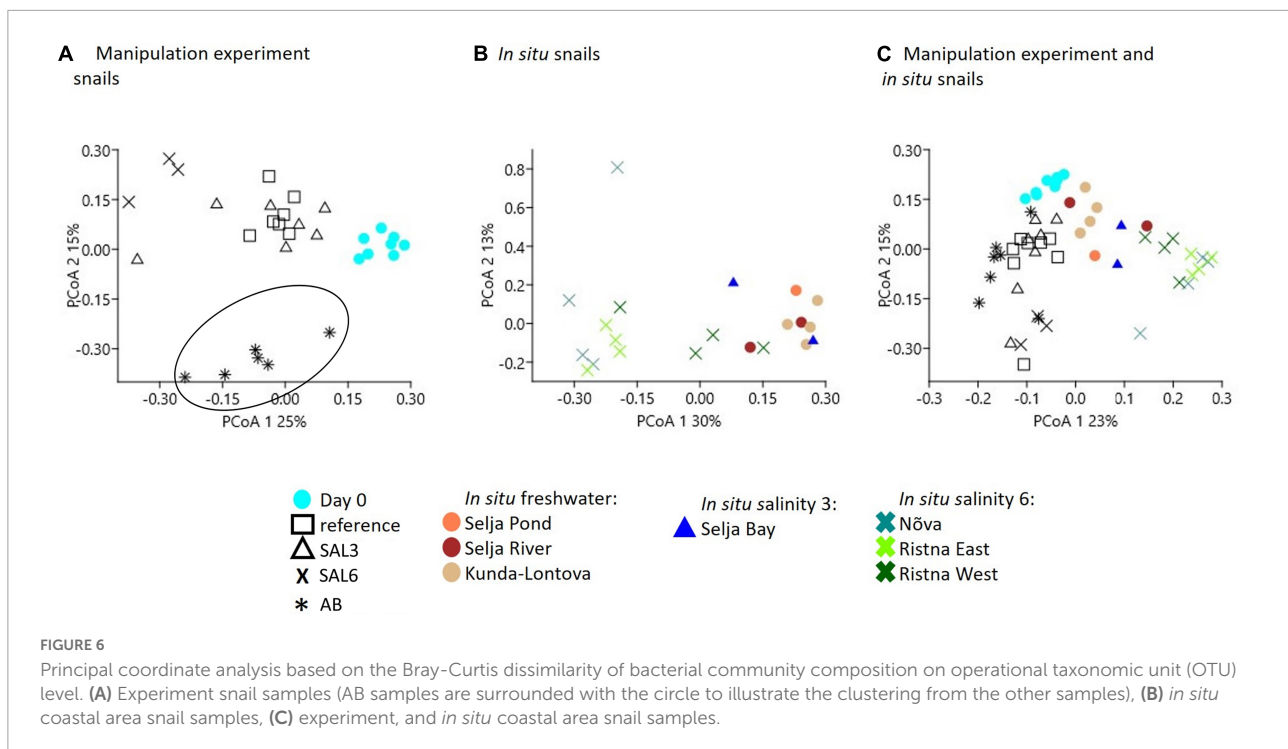 A Manipulation experiment
snails
B In situ snails
C Manipulation experiment and
in situ snails
0.30
0.15
0.00
-0.15
-0.30
PCoA 2 15%
-0.30 -0.15 0.00 0.15 0.30
PCoA 1 25%
0.8
0.6
0.4
0.2
0.0
-0.2
PCoA 2 13%
-0.30 -0.15 0.00 0.15 0.30
PCoA 1 30%
0.30
0.15
0.00
-0.15
-0.30
PCoA 2 15%
-0.3 -0.2 -0.1 0.0 0.1 0.2 0.3
PCoA 1 23%
Day 0
reference
SAL3
SAL6
AB
In situ freshwater:
Selja Pond
Selja River
Kunda-Lontova
In situ salinity 3:
Selja Bay
In situ salinity 6:
Nõva
Ristna East
Ristna West
FIGURE 6
Principal coordinate analysis based on the Bray-Curtis dissimilarity of bacterial community composition on operational taxonomic unit (OTU)
level. (A) Experiment snail samples (AB samples are surrounded with the circle to illustrate the clustering from the other samples), (B) in situ
coastal area snail samples, (C) experiment, and in situ coastal area snail samples.